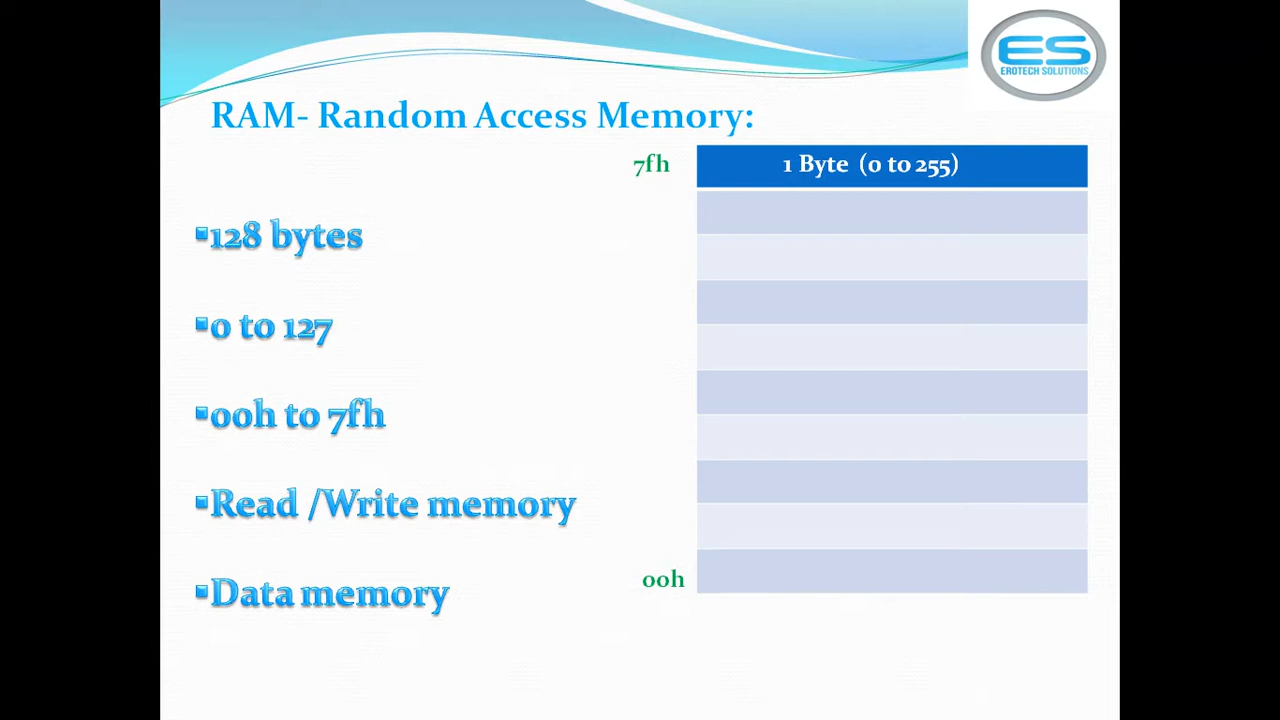 ES
EROTECH SOLUTIONS
RAM- Random Access Memory:
7fh
1 Byte (0 to 255)
▪128 bytes
▪0 to 127
▪00h to 7fh
▪Read /Write memory
▪Data memory
00h